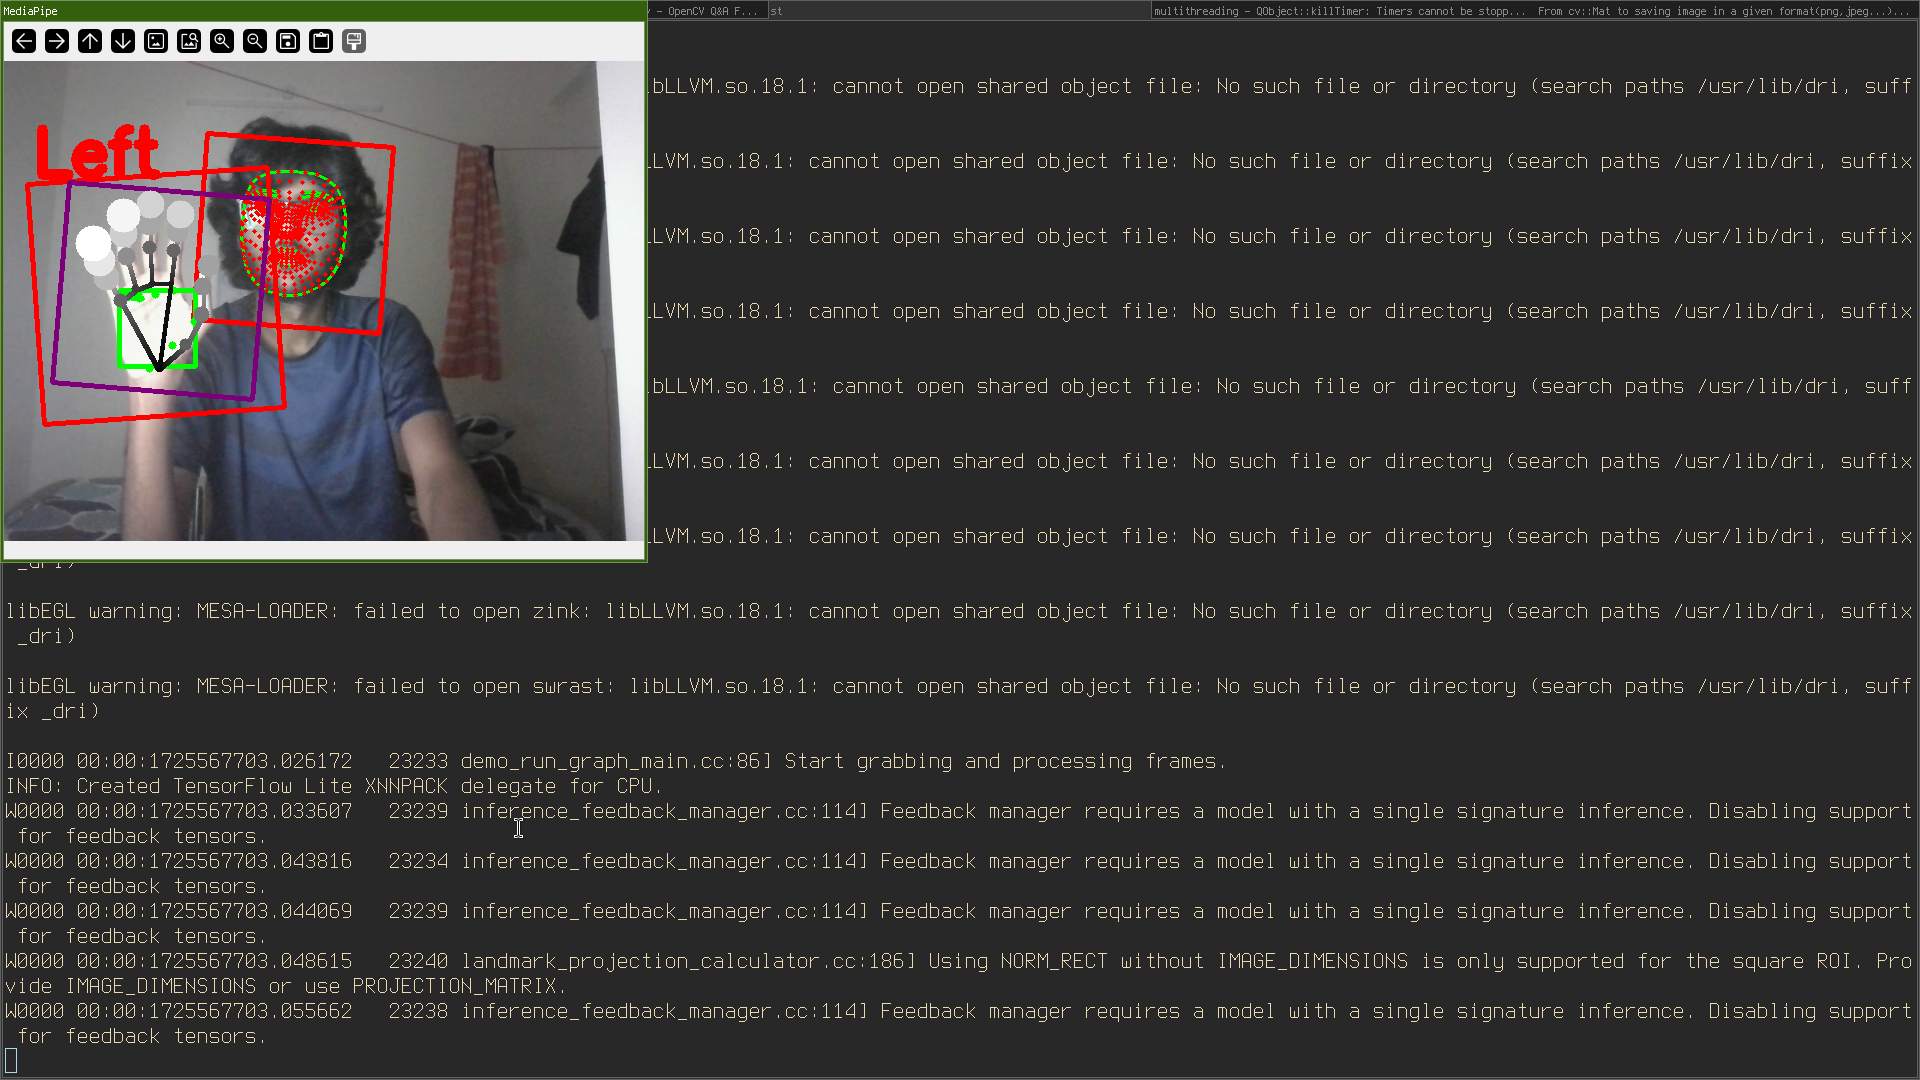 MediaPipe
– OpenCV Q&A F... st multithreading – QObject::killTimer: Timers cannot be stopp... From cv::Mat to saving image in a given format(png,jpeg...)...
bLLVM.so.18.1: cannot open shared object file: No such file or directory (search paths /usr/lib/dri, suff
Left
LLVM.so.18.1: cannot open shared object file: No such file or directory (search paths /usr/lib/dri, suffix
LLVM.so.18.1: cannot open shared object file: No such file or directory (search paths /usr/lib/dri, suffix
LLVM.so.18.1: cannot open shared object file: No such file or directory (search paths /usr/lib/dri, suffix
bLLVM.so.18.1: cannot open shared object file: No such file or directory (search paths /usr/lib/dri, suff
LLVM.so.18.1: cannot open shared object file: No such file or directory (search paths /usr/lib/dri, suffix
LLVM.so.18.1: cannot open shared object file: No such file or directory (search paths /usr/lib/dri, suffix
_dri)
libEGL warning: MESA-LOADER: failed to open zink: libLLVM.so.18.1: cannot open shared object file: No such file or directory (search paths /usr/lib/dri, suffix
_dri)
libEGL warning: MESA-LOADER: failed to open swrast: libLLVM.so.18.1: cannot open shared object file: No such file or directory (search paths /usr/lib/dri, suff
ix _dri)
I0000 00:00:1725567703.026172   23233 demo_run_graph_main.cc:86] Start grabbing and processing frames.
INFO: Created TensorFlow Lite XNNPACK delegate for CPU.
W0000 00:00:1725567703.033607   23239 inference_feedback_manager.cc:114] Feedback manager requires a model with a single signature inference. Disabling support
for feedback tensors.
W0000 00:00:1725567703.043816   23234 inference_feedback_manager.cc:114] Feedback manager requires a model with a single signature inference. Disabling support
for feedback tensors.
W0000 00:00:1725567703.044069   23239 inference_feedback_manager.cc:114] Feedback manager requires a model with a single signature inference. Disabling support
for feedback tensors.
W0000 00:00:1725567703.048615   23240 landmark_projection_calculator.cc:186] Using NORM_RECT without IMAGE_DIMENSIONS is only supported for the square ROI. Pro
vide IMAGE_DIMENSIONS or use PROJECTION_MATRIX.
W0000 00:00:1725567703.055662   23238 inference_feedback_manager.cc:114] Feedback manager requires a model with a single signature inference. Disabling support
for feedback tensors.